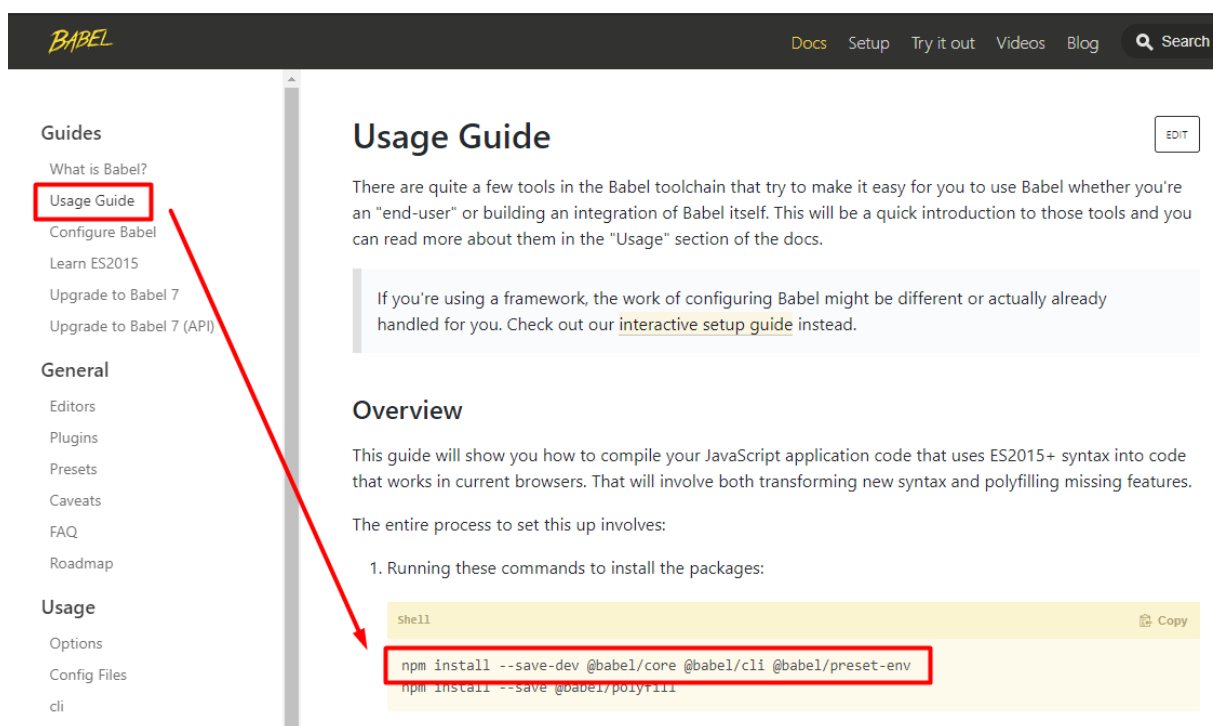 BABEL
Docs Setup Try it out Videos Blog Search
Guides
What is Babel?
Usage Guide
Configure Babel
Learn ES2015
Upgrade to Babel 7
Upgrade to Babel 7 (API)
General
Editors
Plugins
Presets
Caveats
FAQ
Roadmap
Usage
Options
Config Files
cli
Usage Guide
EDIT
There are quite a few tools in the Babel toolchain that try to make it easy for you to use Babel whether you're
an "end-user" or building an integration of Babel itself. This will be a quick introduction to those tools and you
can read more about them in the "Usage" section of the docs.
If you're using a framework, the work of configuring Babel might be different or actually already
handled for you. Check out our interactive setup guide instead.
Overview
This guide will show you how to compile your JavaScript application code that uses ES2015+ syntax into code
that works in current browsers. That will involve both transforming new syntax and polyfilling missing features.
The entire process to set this up involves:
1. Running these commands to install the packages:
Shell
Copy
npm install --save-dev @babel/core @babel/cli @babel/preset-env
npm install --save @babel/polyfill